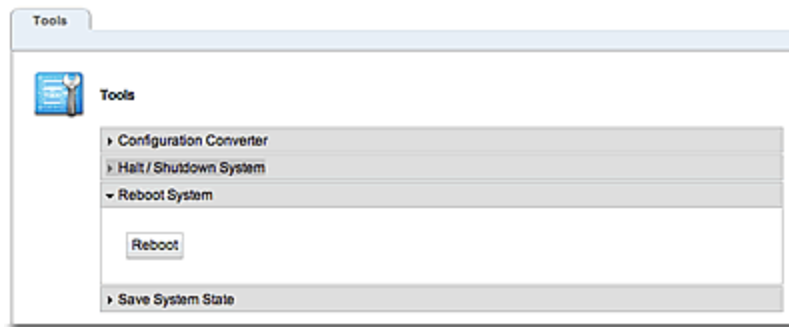 Tools
Tools
Configuration Converter
Halt / Shutdown System
Reboot System
Reboot
Save System State